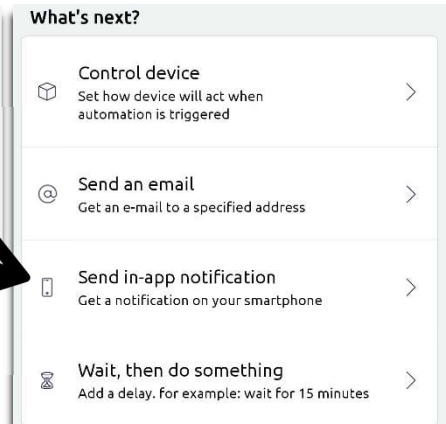 What's next?
Control device
Set how device will act when
automation is triggered
Send an email
Get an e-mail to a specified address
Send in-app notification
Get a notification on your smartphone
Wait, then do something
Add a delay. for example: wait for 15 minutes